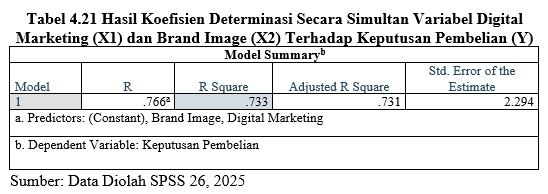 Tabel 4.21 Hasil Koefisien Determinasi Secara Simultan Variabel Digital
Marketing (X1) dan Brand Image (X2) Terhadap Keputusan Pembelian (Y)
Model Summaryb
Model R R Square Adjusted R Square Std. Error of the Estimate
1 .766a .733 .731 2.294
a. Predictors: (Constant), Brand Image, Digital Marketing
b. Dependent Variable: Keputusan Pembelian
Sumber: Data Diolah SPSS 26, 2025